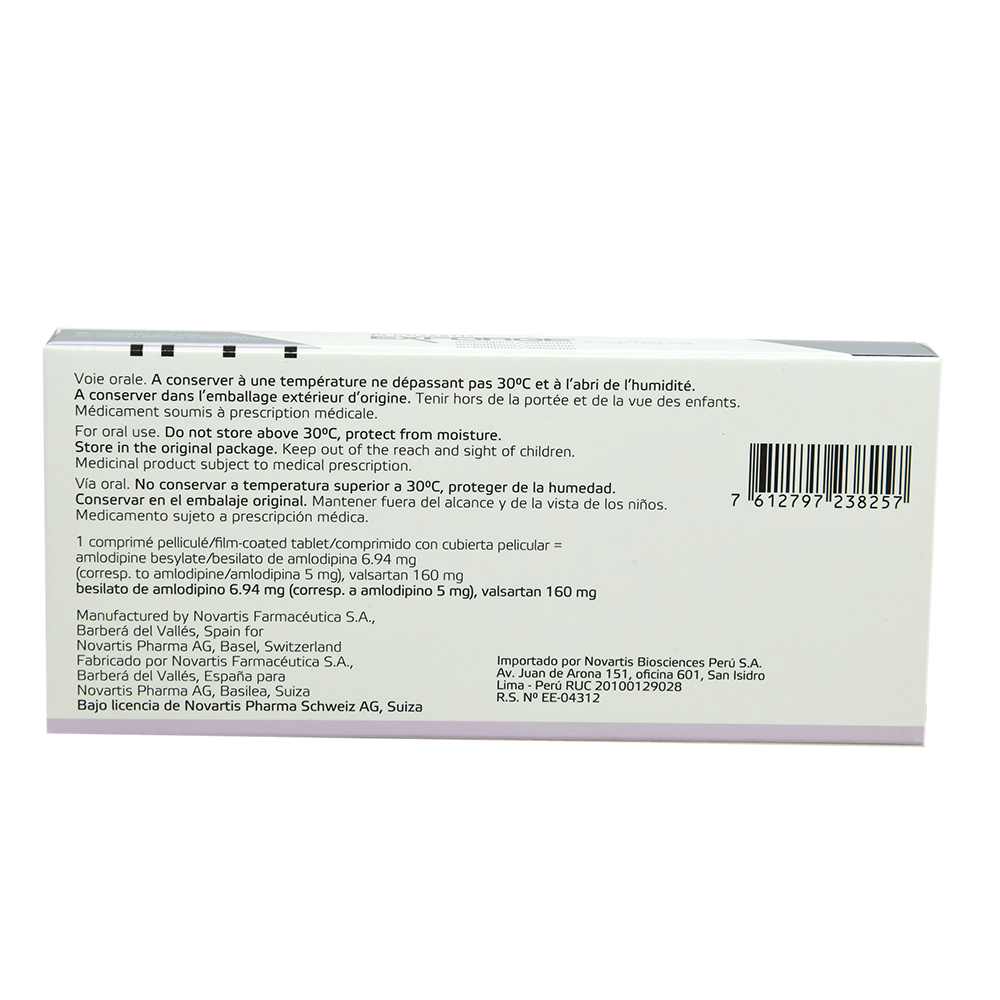 EXFORGE
Voie orale. A conserver à une température ne dépassant pas 30ºC et à l'abri de l'humidité.
A conserver dans l'emballage extérieur d'origine. Tenir hors de la portée et de la vue des enfants.
Médicament soumis à prescription médicale.
For oral use. Do not store above 30ºC, protect from moisture.
Store in the original package. Keep out of the reach and sight of children.
Medicinal product subject to medical prescription.
Vía oral. No conservar a temperatura superior a 30ºC, proteger de la humedad.
Conservar en el embalaje original. Mantener fuera del alcance y de la vista de los niños.
Medicamento sujeto a prescripción médica.
7 612797 238257
1 comprimé pelliculé/film-coated tablet/comprimido con cubierta pelicular =
amlodipine besylate/besilato de amlodipina 6.94 mg
(corresp. to amlodipine/amlodipina 5 mg), valsartan 160 mg
besilato de amlodipino 6.94 mg (corresp. a amlodipino 5 mg), valsartan 160 mg
Manufactured by Novartis Farmacéutica S.A.,
Barberá del Vallés, Spain for
Novartis Pharma AG, Basel, Switzerland
Fabricado por Novartis Farmacéutica S.A.,
Barberá del Vallés, España para
Novartis Pharma AG, Basilea, Suiza
Bajo licencia de Novartis Pharma Schweiz AG, Suiza
Importado por Novartis Biosciences Perú S.A.
Av. Juan de Arona 151, oficina 601, San Isidro
Lima - Perú RUC 20100129028
R.S. Nº EE-04312